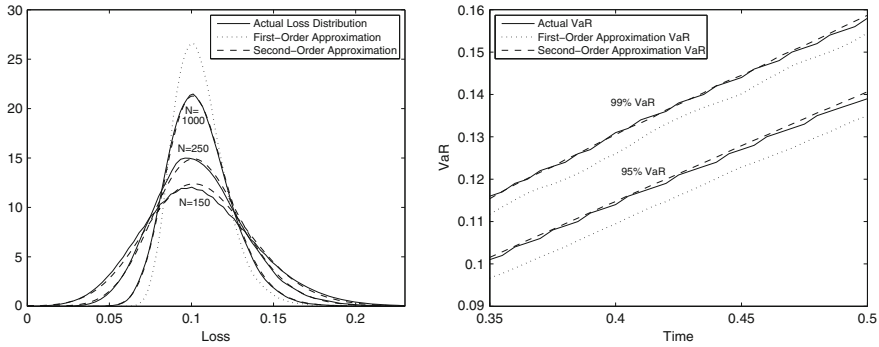 30
25
20
15
10
5
0
0
0.05
0.1
0.15
0.2
Loss
Actual Loss Distribution
First−Order Approximation
Second−Order Approximation
N=
1000
N=250
N=150
0.16
0.15
0.14
0.13
0.12
0.11
0.1
0.09
VaR
0.35
0.4
0.45
0.5
Time
Actual VaR
First−Order Approximation VaR
Second−Order Approximation VaR
99% VaR
95% VaR